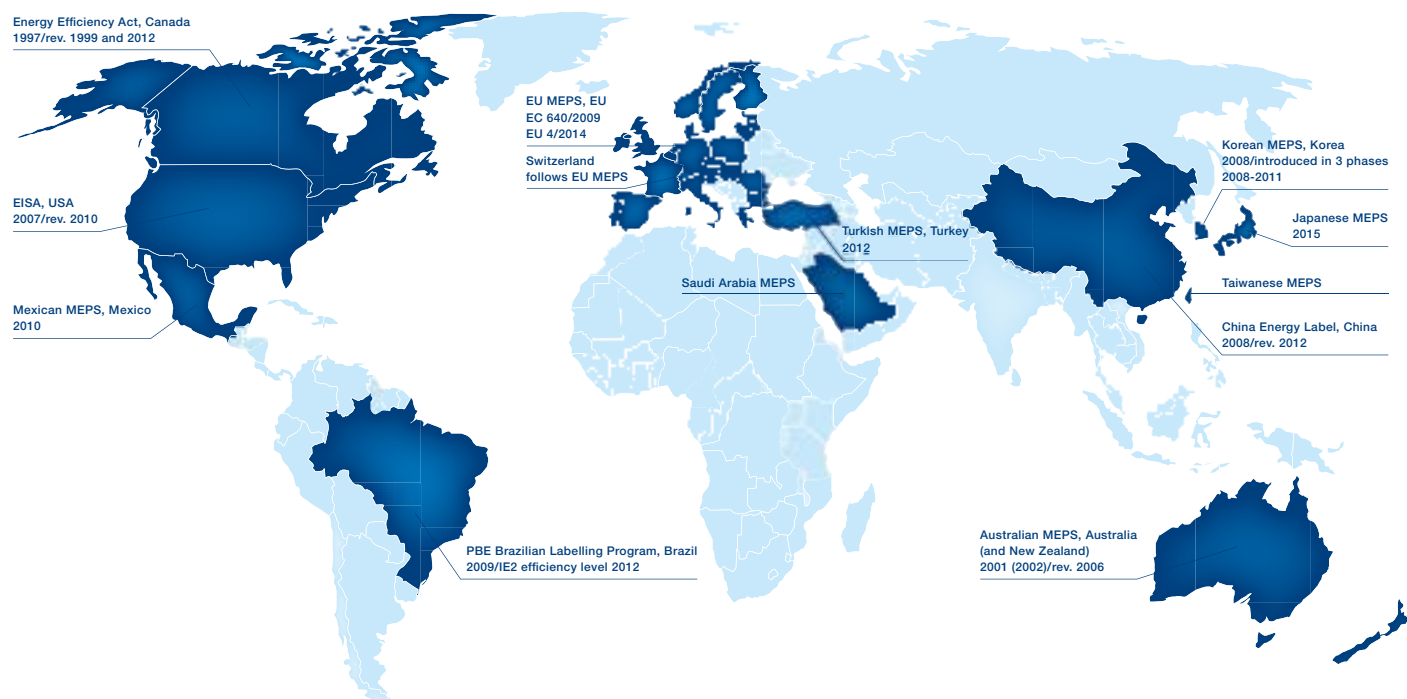 Energy Efficiency Act, Canada
1997/rev. 1999 and 2012
EU MEPS, EU
EC 640/2009
EU 4/2014
Switzerland
follows EU MEPS
Korean MEPS, Korea
2008/introduced in 3 phases
2008-2011
EISA, USA
2007/rev. 2010
Japanese MEPS
2015
Turkish MEPS, Turkey
2012
Saudi Arabia MEPS
Taiwanese MEPS
Mexican MEPS, Mexico
2010
China Energy Label, China
2008/rev. 2012
PBE Brazilian Labelling Program, Brazil
2009/IE2 efficiency level 2012
Australian MEPS, Australia
(and New Zealand)
2001 (2002)/rev. 2006